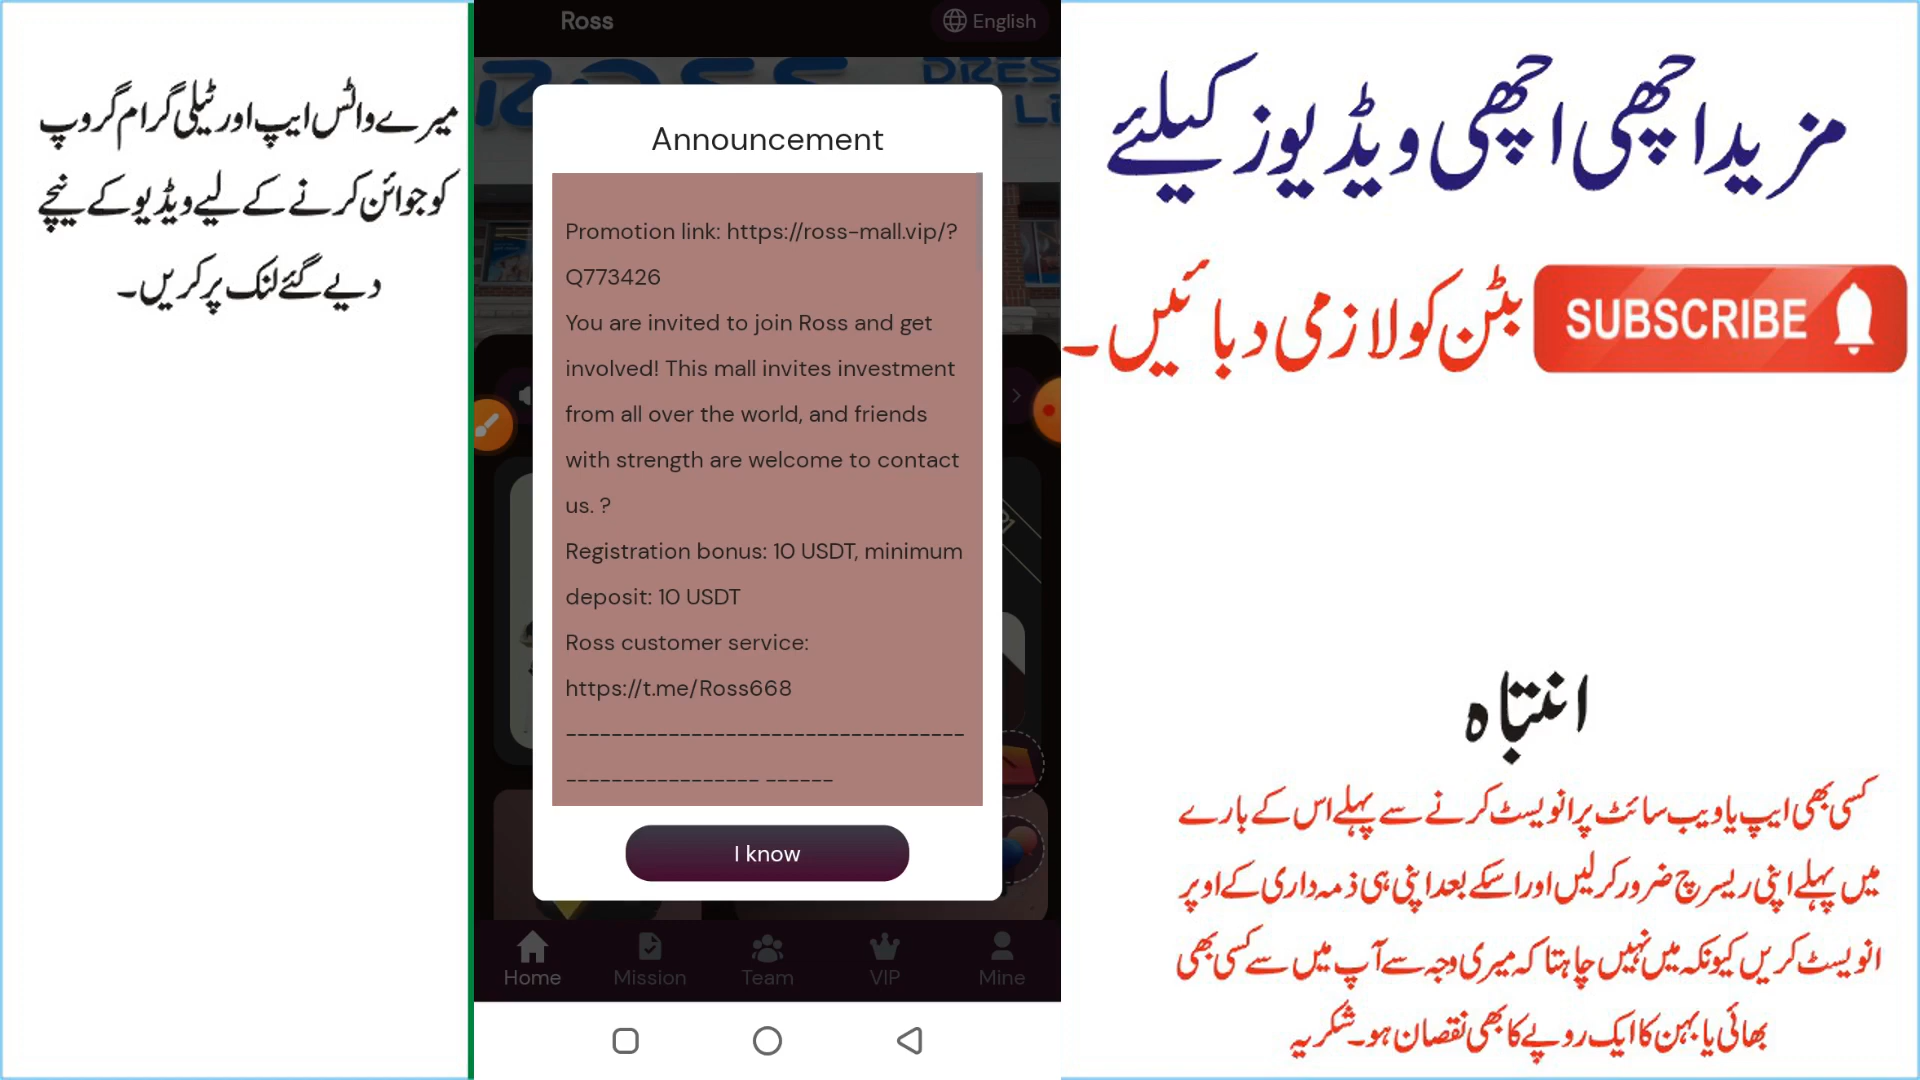 میرے واٹس ایپ اور ٹیلی گرام گروپ
کو جوائن کرنے کے لیے ویڈیو کے نیچے
دیے گئے لنک پر کریں۔
Ross
English
DRES
Announcement
Promotion link: https://ross-mall.vip/?
Q773426
You are invited to join Ross and get
involved! This mall invites investment
from all over the world, and friends
with strength are welcome to contact
us. ?
Registration bonus: 10 USDT, minimum
deposit: 10 USDT
Ross customer service:
https://t.me/Ross668
-----------------------------------
----------------- ------
I know
Home
Mission
Team
VIP
Mine
مزید اچھی اچھی ویڈیوز کیلئے
SUBSCRIBE بٹن کو لازمی دبائیں۔
انتباہ
کسی بھی ایپ یا ویب سائٹ پر انویسٹ کرنے سے پہلے اس کے بارے
میں پہلے اپنی ریسرچ ضرور کرلیں اور اسکے بعد اپنی ہی ذمہ داری کے اوپر
انویسٹ کریں کیونکہ میں نہیں چاہتا کہ میری وجہ سے آپ میں سے کسی بھی
بھائی یا بہن کا ایک روپے کا بھی نقصان ہو۔ شکریہ